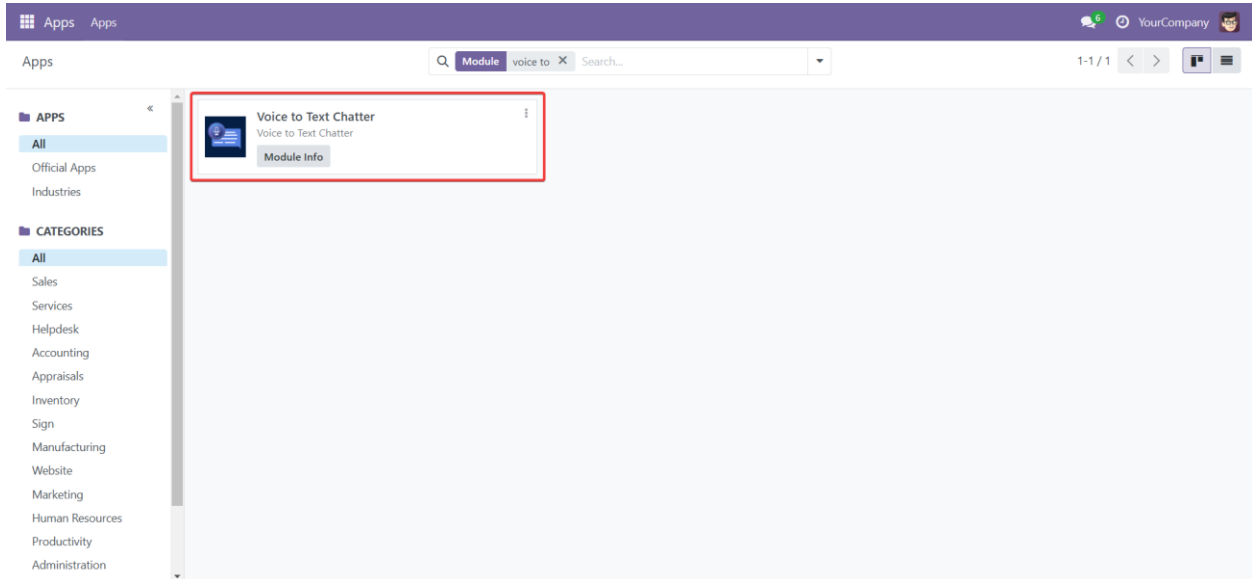 Apps Apps 6 YourCompany
Apps Module voice to Search... 1-1 / 1
APPS
All
Official Apps
Industries
CATEGORIES
All
Sales
Services
Helpdesk
Accounting
Appraisals
Inventory
Sign
Manufacturing
Website
Marketing
Human Resources
Productivity
Administration
Voice to Text Chatter
Voice to Text Chatter
Module Info